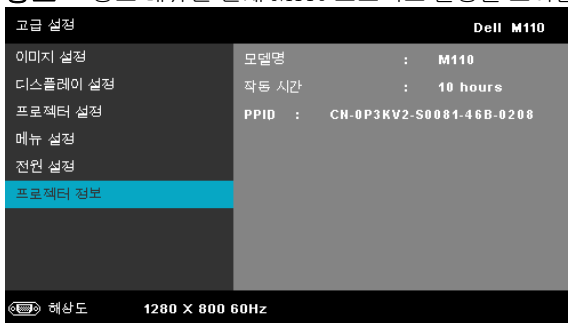 고급 설정 Dell M110
이미지 설정
모델명 : M110
디스플레이 설정
작동 시간 : 10 hours
프로젝터 설정
PPID : CN-0P3KV2-S0081-46B-0208
메뉴 설정
전원 설정
프로젝터 정보
해상도 1280 X 800 60Hz